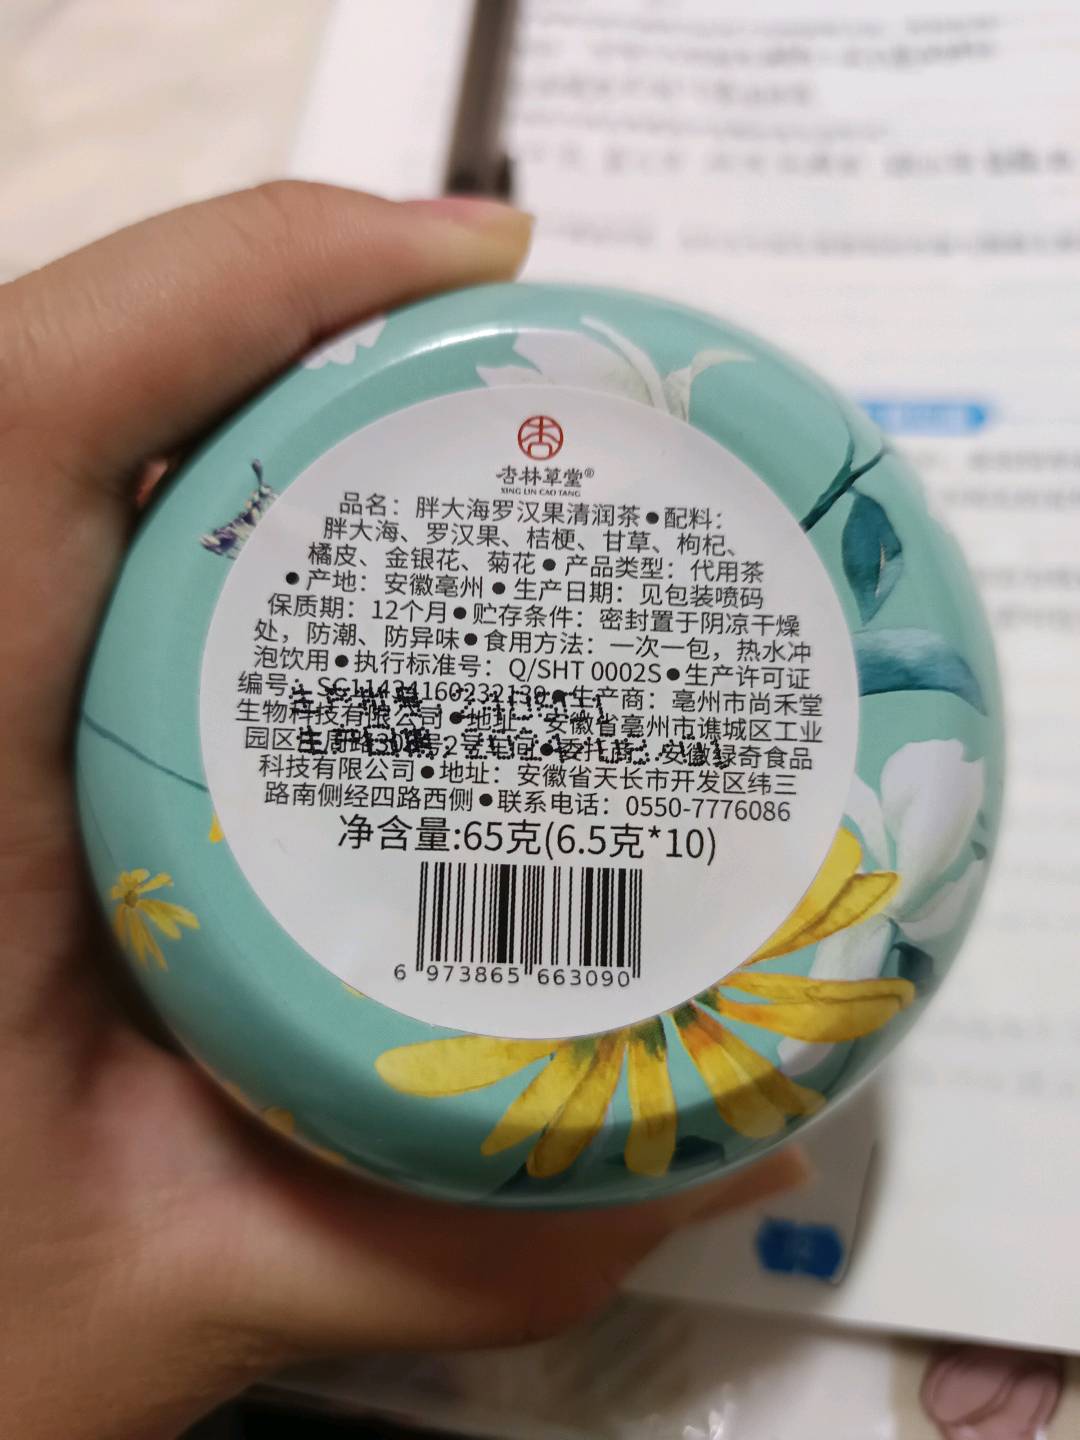 杏林草堂®
XING LIN CAO TANG
品名：胖大海罗汉果清润茶●配料：
胖大海、罗汉果、桔梗、甘草、枸杞、
橘皮、金银花、菊花●产品类型：代用茶
●产地：安徽亳州●生产日期：见包装喷码
保质期：12个月●贮存条件：密封置于阴凉干燥
处，防潮、防异味●食用方法：一次一包，热水冲
泡饮用●执行标准号：Q/SHT 0002S●生产许可证
编号：SC11434160232130●生产商：亳州市尚禾堂
生物科技有限公司●地址：安徽省亳州市谯城区工业
园区 号2号车间●委托商：安徽绿奇食品
科技有限公司●地址：安徽省天长市开发区纬三
路南侧经四路西侧●联系电话：0550-7776086
净含量:65克(6.5克*10)
6 973865 663090